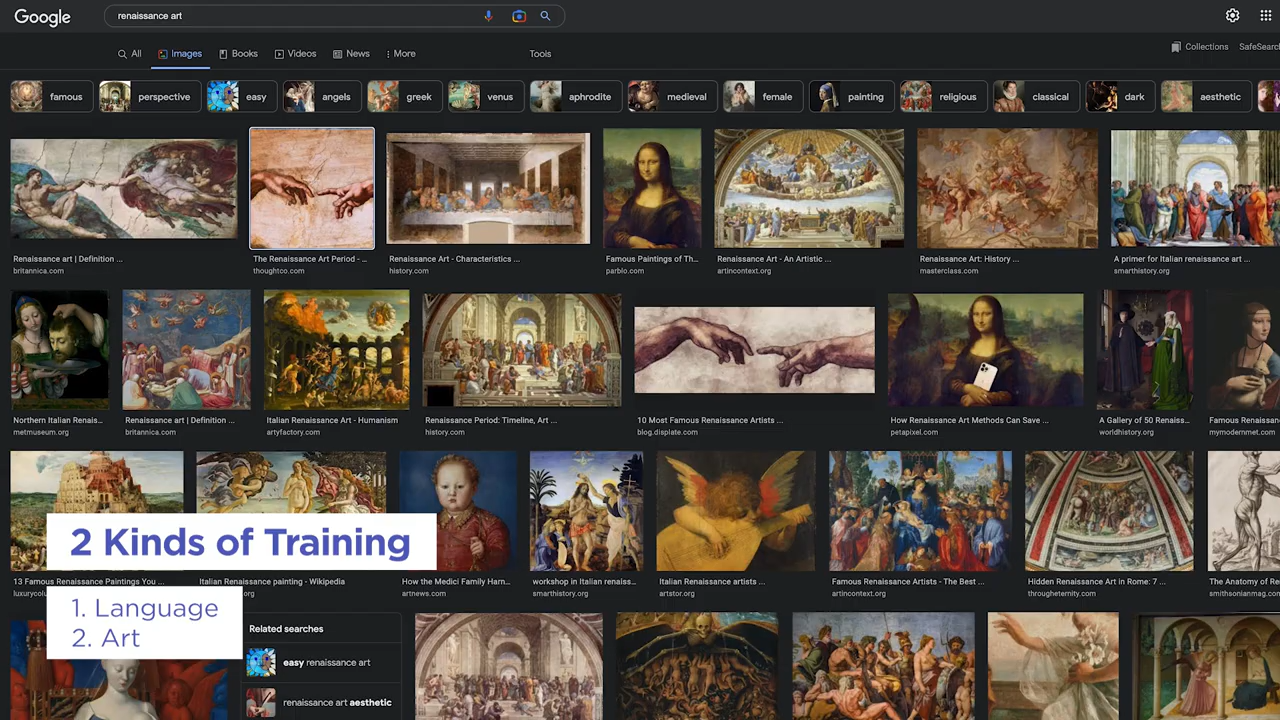 Google
renaissance art
All
Images
Books
Videos
News
More
Tools
Collections
SafeSearc
famous
perspective
easy
angels
greek
venus
aphrodite
medieval
female
painting
religious
classical
dark
aesthetic
Renaissance art | Definition ...
britannica.com
The Renaissance Art Period - ...
thoughtco.com
Renaissance Art - Characteristics ...
history.com
Famous Paintings of Th...
parblo.com
Renaissance Art - An Artistic ...
artincontext.org
Renaissance Art: History ...
masterclass.com
A primer for Italian renaissance art ...
smarthistory.org
Northern Italian Renais...
metmuseum.org
Renaissance art | Definition ...
britannica.com
Italian Renaissance Art - Humanism
artyfactory.com
Renaissance Period: Timeline, Art ...
history.com
10 Most Famous Renaissance Artists ...
blog.displate.com
How Renaissance Art Methods Can Save ...
petapixel.com
A Gallery of 50 Renaiss...
worldhistory.org
Famous Renaissanc
mymodernmet.com
13 Famous Renaissance Paintings You ...
luxurycolu
Italian Renaissance painting - Wikipedia
.org
How the Medici Family Harn...
artnews.com
workshop in Italian renaiss...
smarthistory.org
Italian Renaissance artists ...
artstor.org
Famous Renaissance Artists - The Best ...
artincontext.org
Hidden Renaissance Art in Rome: 7 ...
througheternity.com
The Anatomy of Re
smithsonianmag.com
2 Kinds of Training
1. Language
2. Art
Related searches
easy renaissance art
renaissance art aesthetic